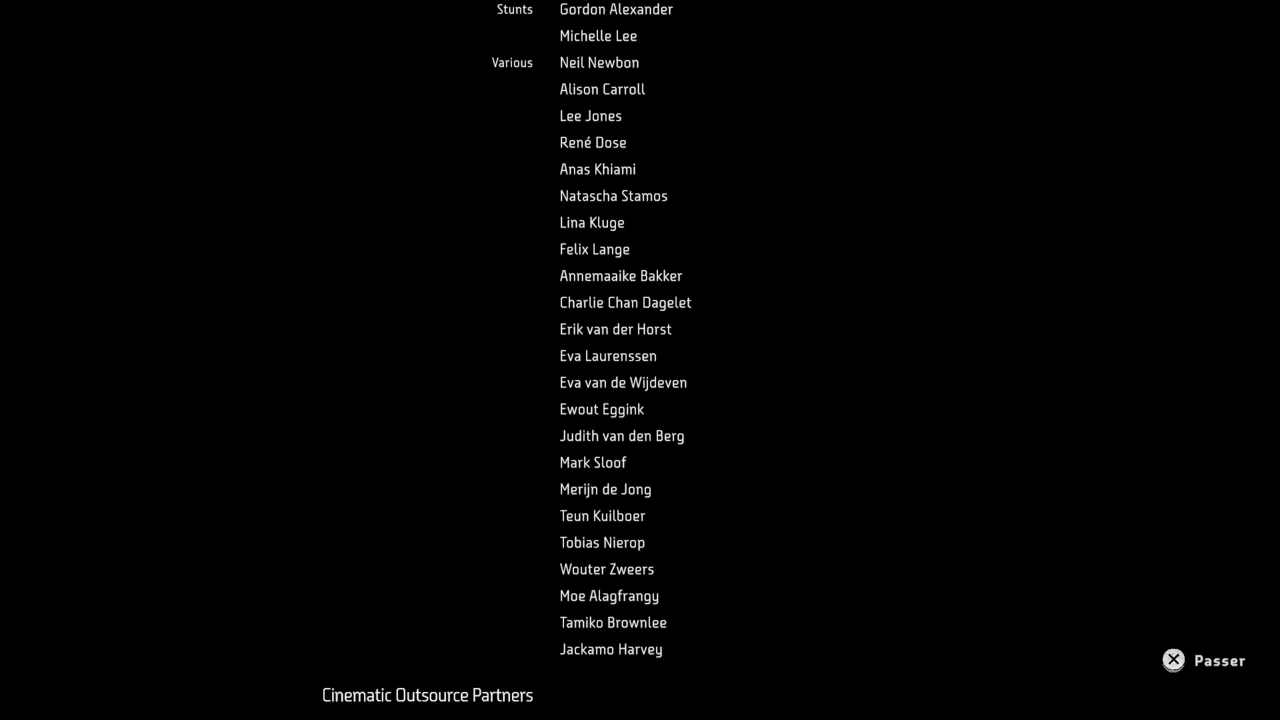 Stunts Gordon Alexander
Michelle Lee
Various Neil Newbon
Alison Carroll
Lee Jones
René Dose
Anas Khiami
Natascha Stamos
Lina Kluge
Felix Lange
Annemaaike Bakker
Charlie Chan Dagelet
Erik van der Horst
Eva Laurenssen
Eva van de Wijdeven
Ewout Eggink
Judith van den Berg
Mark Sloof
Merijn de Jong
Teun Kuilboer
Tobias Nierop
Wouter Zweers
Moe Alagfrangy
Tamiko Brownlee
Jackamo Harvey
Passer
Cinematic Outsource Partners